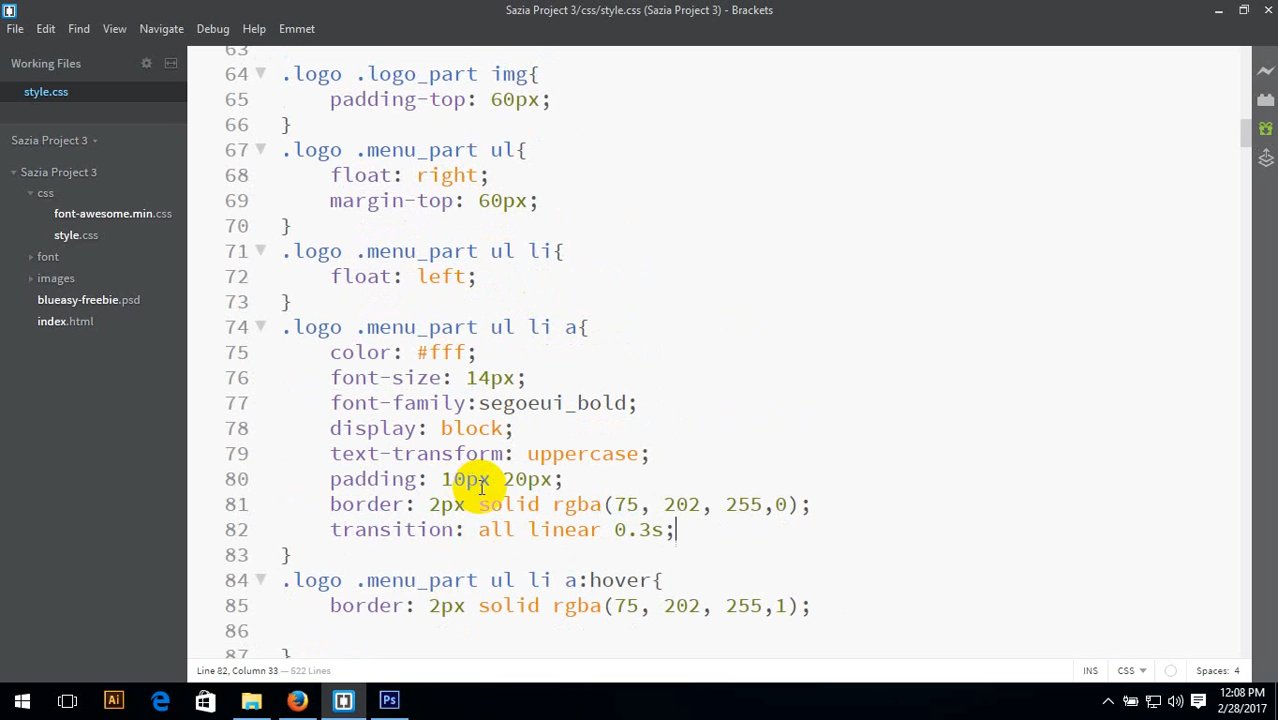 Sazia Project 3/css/style.css (Sazia Project 3) - Brackets
File Edit Find View Navigate Debug Help Emmet
Working Files
style.css
Sazia Project 3
Sazia Project 3
css
font-awesome.min.css
style.css
font
images
blueasy-freebie.psd
index.html
63
64 .logo .logo_part img{
65 padding-top: 60px;
66 }
67 .logo .menu_part ul{
68 float: right;
69 margin-top: 60px;
70 }
71 .logo .menu_part ul li{
72 float: left;
73 }
74 .logo .menu_part ul li a{
75 color: #fff;
76 font-size: 14px;
77 font-family:segoeui_bold;
78 display: block;
79 text-transform: uppercase;
80 padding: 10px 20px;
81 border: 2px solid rgba(75, 202, 255,0);
82 transition: all linear 0.3s;
83 }
84 .logo .menu_part ul li a:hover{
85 border: 2px solid rgba(75, 202, 255,1);
86
87 }
Line 82, Column 33 — 522 Lines
INS CSS Spaces: 4
Ai Ps
12:08 PM
2/28/2017